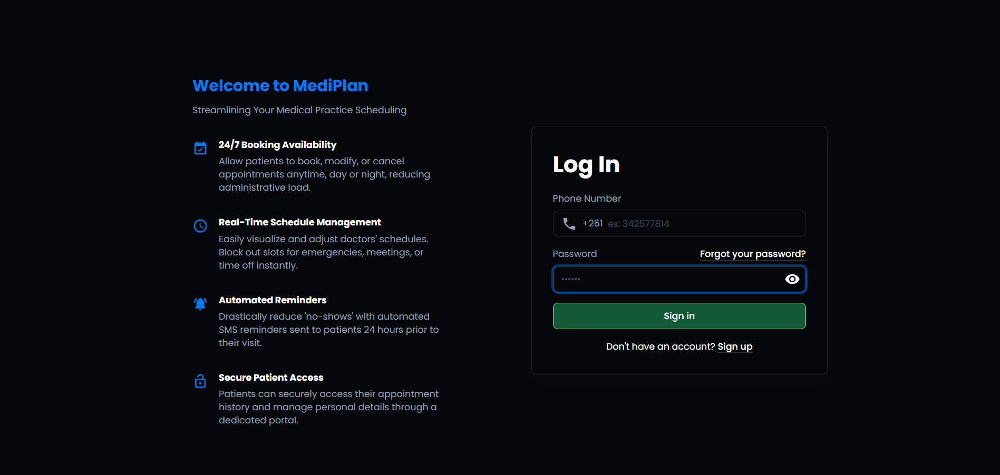 Welcome to MediPlan
Streamlining Your Medical Practice Scheduling
24/7 Booking Availability
Allow patients to book, modify, or cancel
appointments anytime, day or night, reducing
administrative load.
Real-Time Schedule Management
Easily visualize and adjust doctors' schedules.
Block out slots for emergencies, meetings, or
time off instantly.
Automated Reminders
Drastically reduce 'no-shows' with automated
SMS reminders sent to patients 24 hours prior to
their visit.
Secure Patient Access
Patients can securely access their appointment
history and manage personal details through a
dedicated portal.
Log In
Phone Number
+261 ex: 342577814
Password Forgot your password?
••••••
Sign in
Don't have an account? Sign up